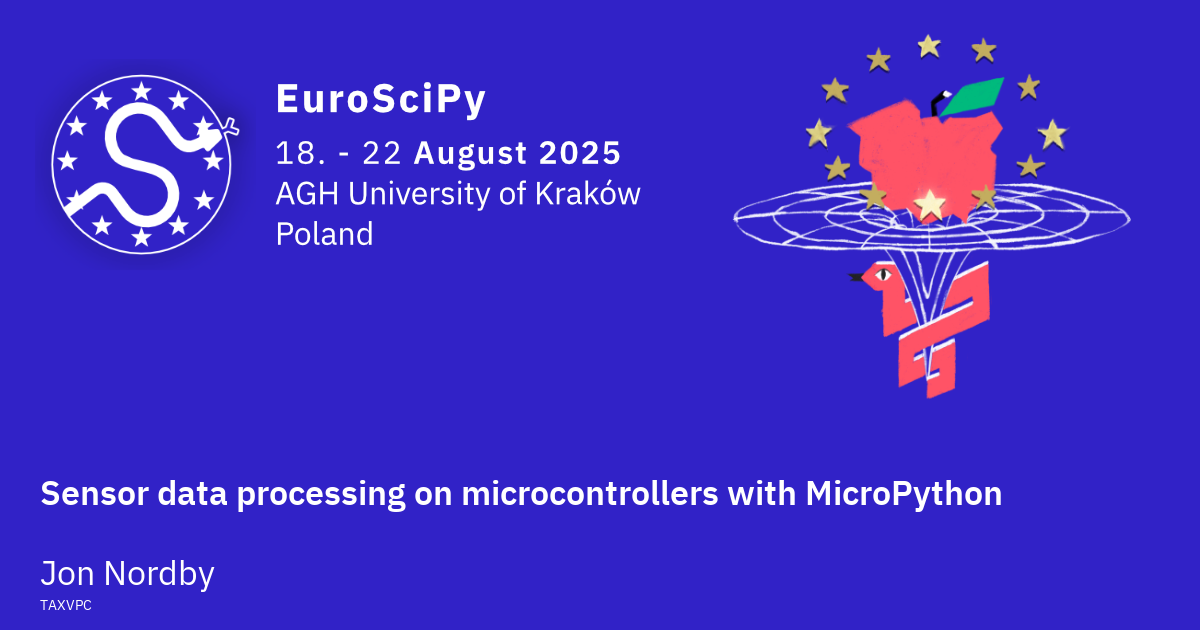 EuroSciPy
18. - 22 August 2025
AGH University of Kraków
Poland
Sensor data processing on microcontrollers with MicroPython
Jon Nordby
TAXVPC